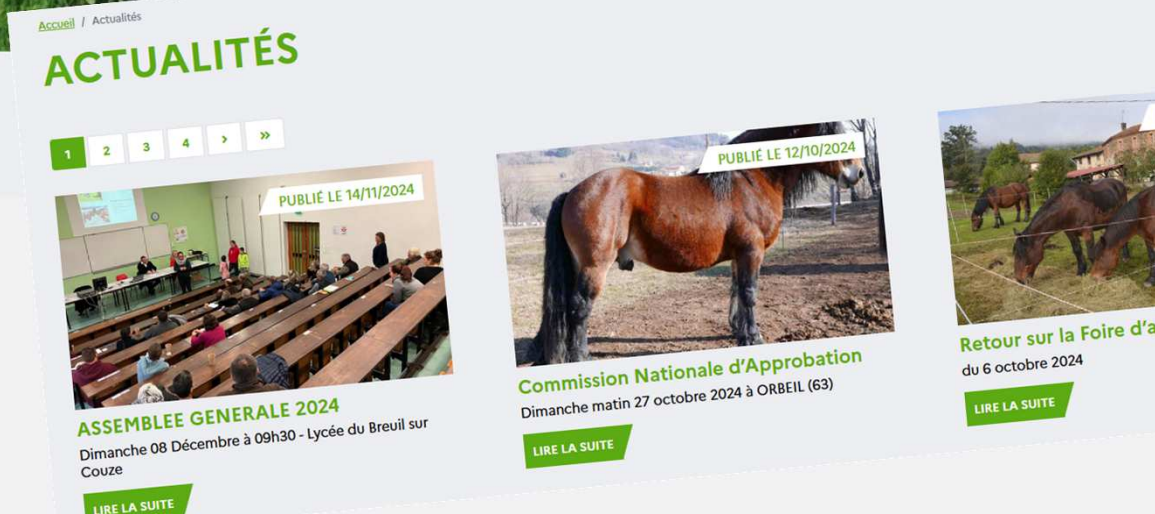 Accueil / Actualités
ACTUALITÉS
1 2 3 4 › »
PUBLIÉ LE 14/11/2024
ASSEMBLEE GENERALE 2024
Dimanche 08 Décembre à 09h30 - Lycée du Breuil sur
Couze
LIRE LA SUITE
PUBLIÉ LE 12/10/2024
Commission Nationale d’Approbation
Dimanche matin 27 octobre 2024 à ORBEIL (63)
LIRE LA SUITE
Retour sur la Foire d’a
du 6 octobre 2024
LIRE LA SUITE